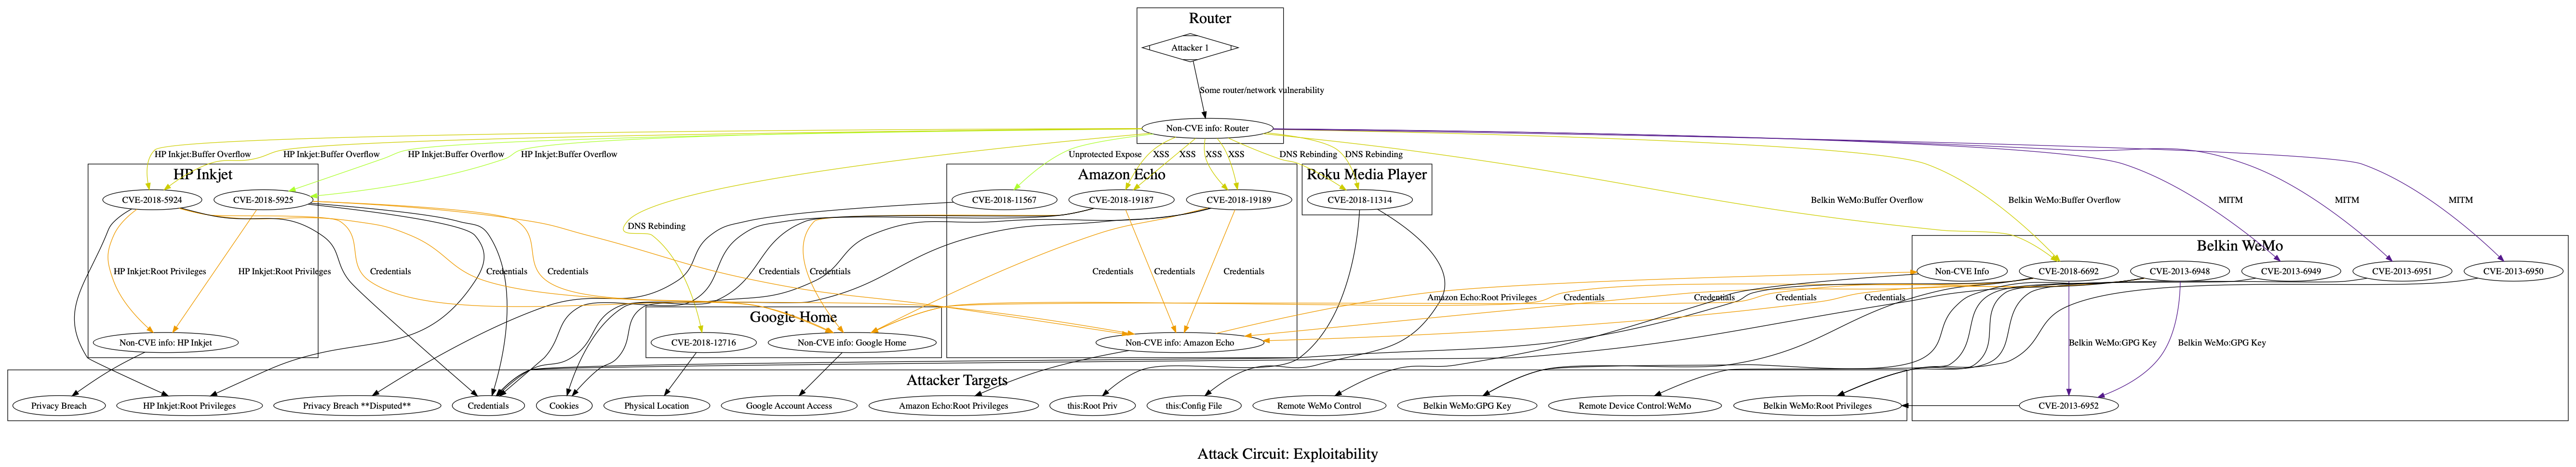 Router
Attacker 1
Some router/network vulnerability
Non-CVE info: Router
HP Inkjet:Buffer Overflow
HP Inkjet:Buffer Overflow
HP Inkjet:Buffer Overflow
HP Inkjet:Buffer Overflow
Unprotected Expose
XSS
XSS
XSS
XSS
DNS Rebinding
DNS Rebinding
HP Inkjet
Amazon Echo
Roku Media Player
CVE-2018-5924
CVE-2018-5925
CVE-2018-11567
CVE-2018-19187
CVE-2018-19189
CVE-2018-11314
Belkin WeMo:Buffer Overflow
Belkin WeMo:Buffer Overflow
MITM
MITM
MITM
DNS Rebinding
Belkin WeMo
HP Inkjet:Root Privileges
HP Inkjet:Root Privileges
Credentials
Credentials
Credentials
Credentials
Credentials
Credentials
Credentials
Non-CVE Info
CVE-2018-6692
CVE-2013-6948
CVE-2013-6949
CVE-2013-6951
CVE-2013-6950
Amazon Echo:Root Privileges
Credentials
Credentials
Credentials
Credentials
Google Home
Non-CVE info: HP Inkjet
CVE-2018-12716
Non-CVE info: Google Home
Non-CVE info: Amazon Echo
Belkin WeMo:GPG Key
Belkin WeMo:GPG Key
Attacker Targets
Privacy Breach
HP Inkjet:Root Privileges
Privacy Breach **Disputed**
Credentials
Cookies
Physical Location
Google Account Access
Amazon Echo:Root Privileges
this:Root Priv
this:Config File
Remote WeMo Control
Belkin WeMo:GPG Key
Remote Device Control:WeMo
Belkin WeMo:Root Privileges
CVE-2013-6952
Attack Circuit: Exploitability